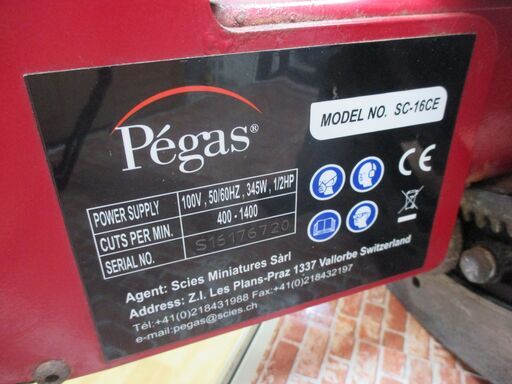 Pégas®
MODEL NO. SC-16CE
POWER SUPPLY 100V , 50/60HZ , 345W , 1/2HP
CUTS PER MIN. 400 - 1400
SERIAL NO. S15176720
CE
Agent: Scies Miniatures Sàrl
Address: Z.I. Les Plans-Praz 1337 Vallorbe Switzerland
Tél:+41(0)218431988 Fax:+41(0)218432197
e-mail:pegas@scies.ch